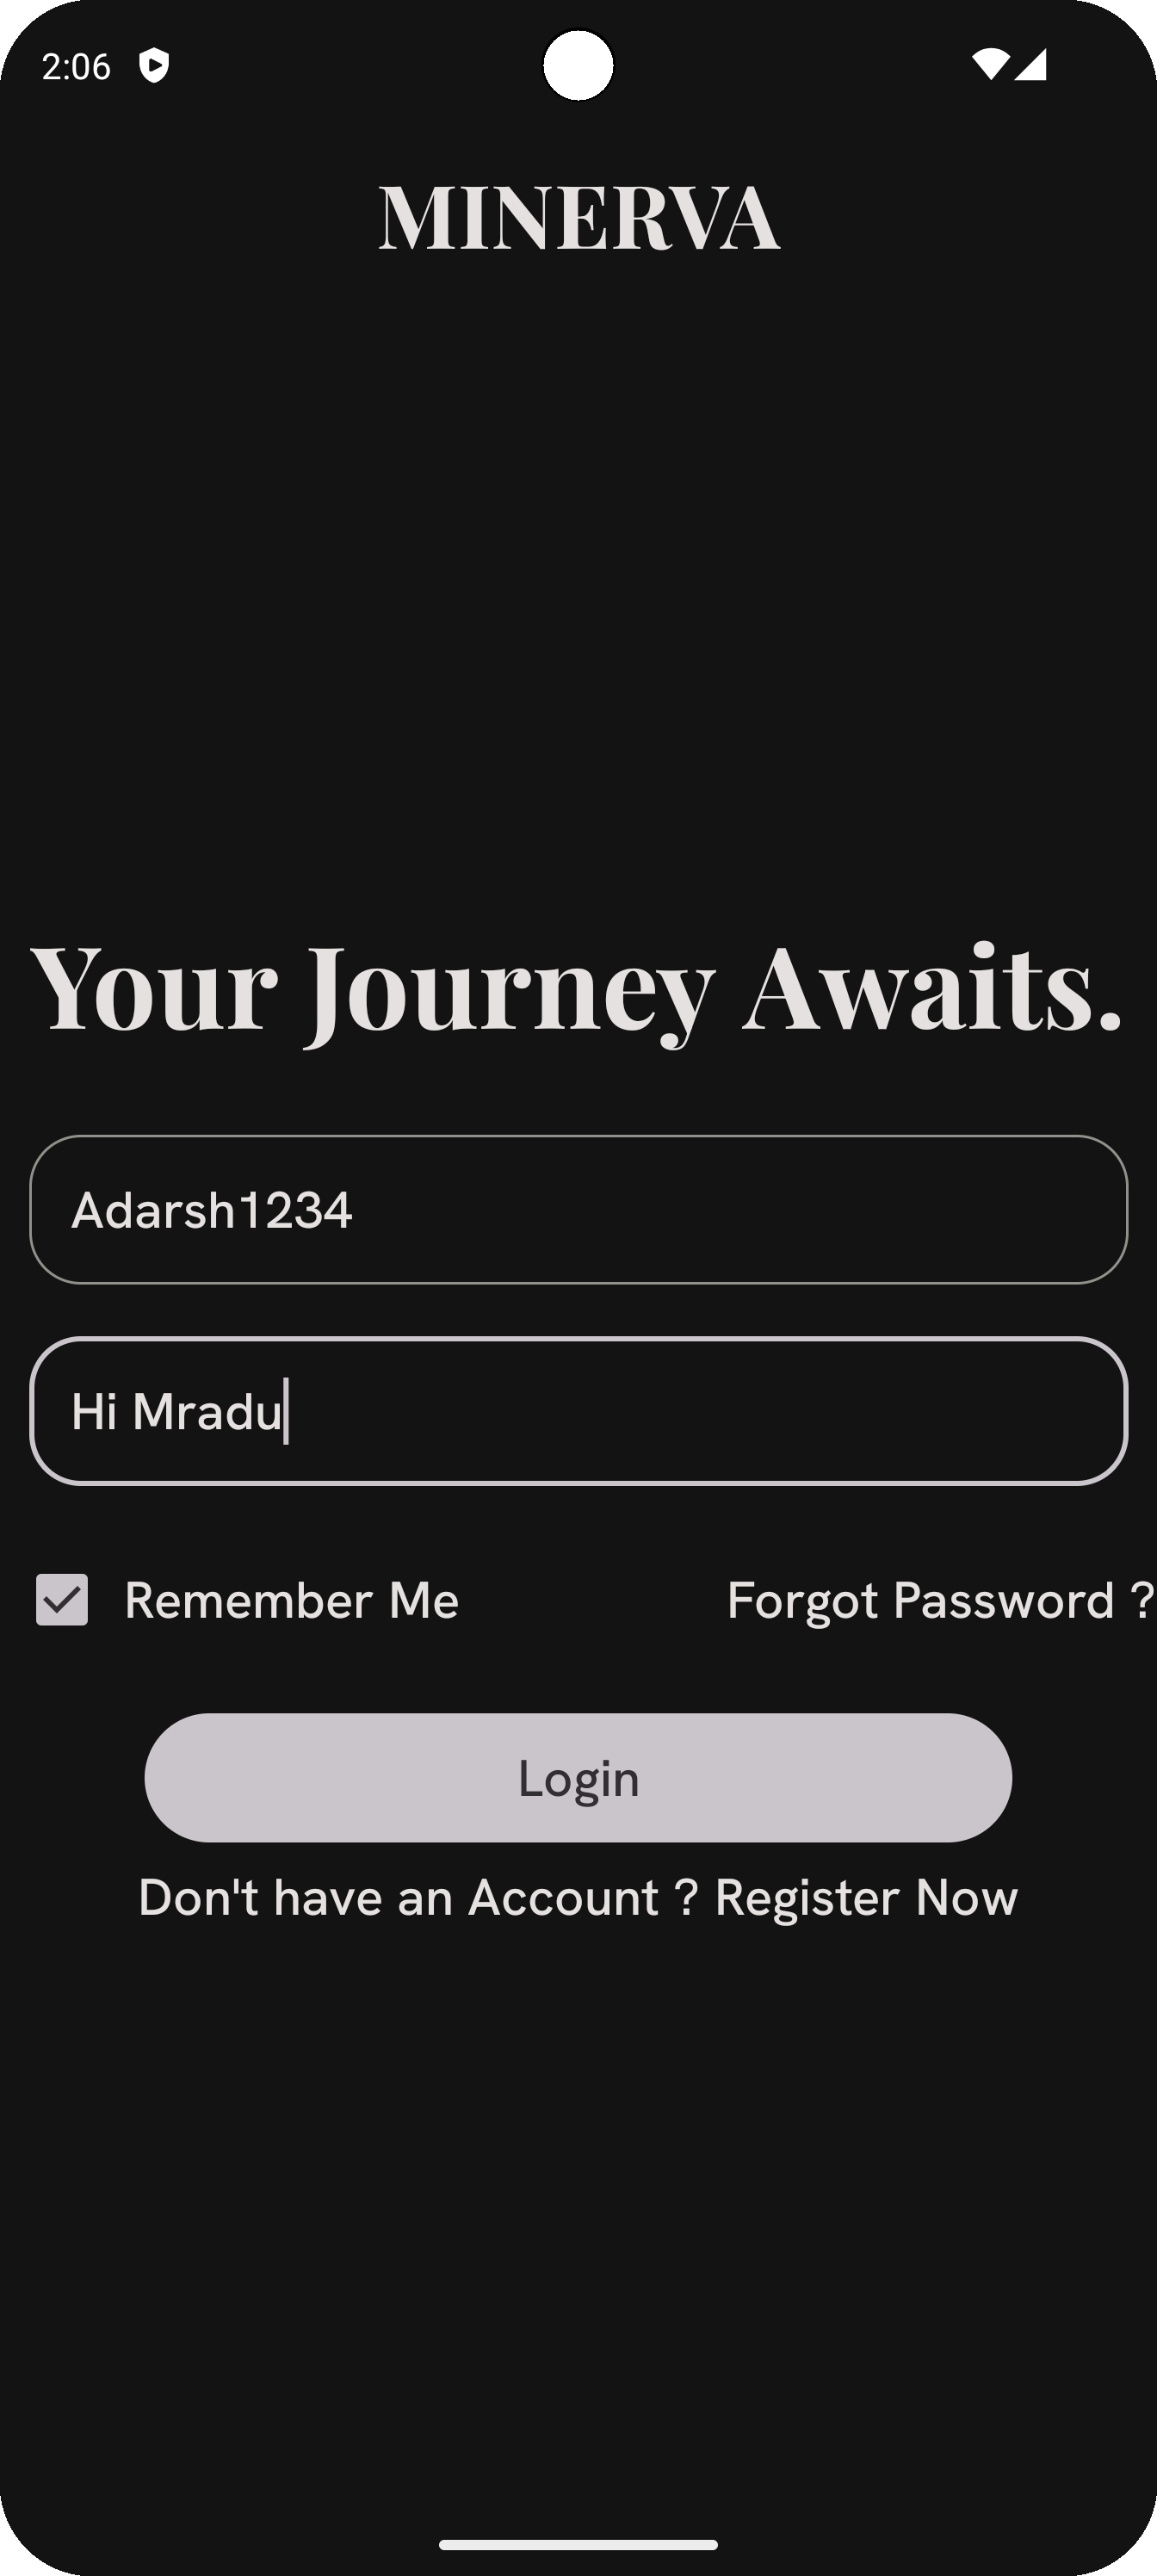 2:06
MINERVA
Your Journey Awaits.
Adarsh1234
Hi Mradu
Remember Me Forgot Password ?
Login
Don't have an Account ? Register Now